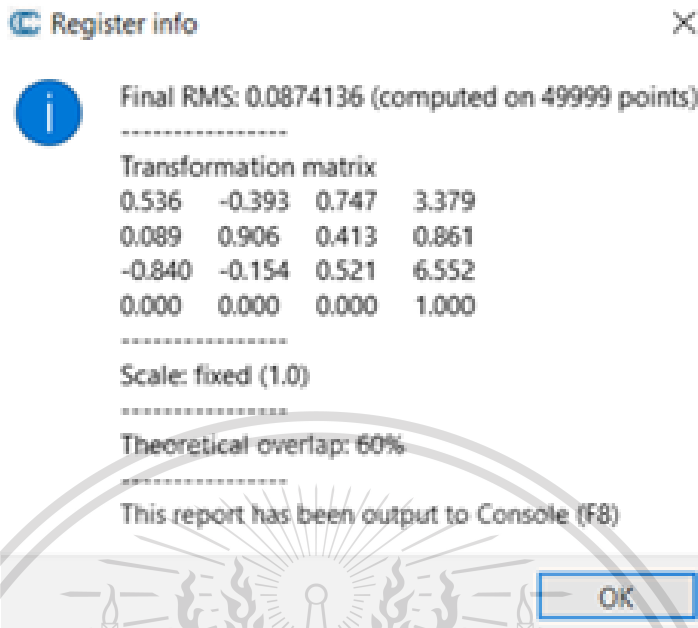 Register info
Final RMS: 0.0874136 (computed on 49999 points)
----------------
Transformation matrix
0.536 -0.393 0.747 3.379
0.089 0.906 0.413 0.861
-0.840 -0.154 0.521 6.552
0.000 0.000 0.000 1.000
----------------
Scale: fixed (1.0)
----------------
Theoretical overlap: 60%
----------------
This report has been output to Console (F8)
OK